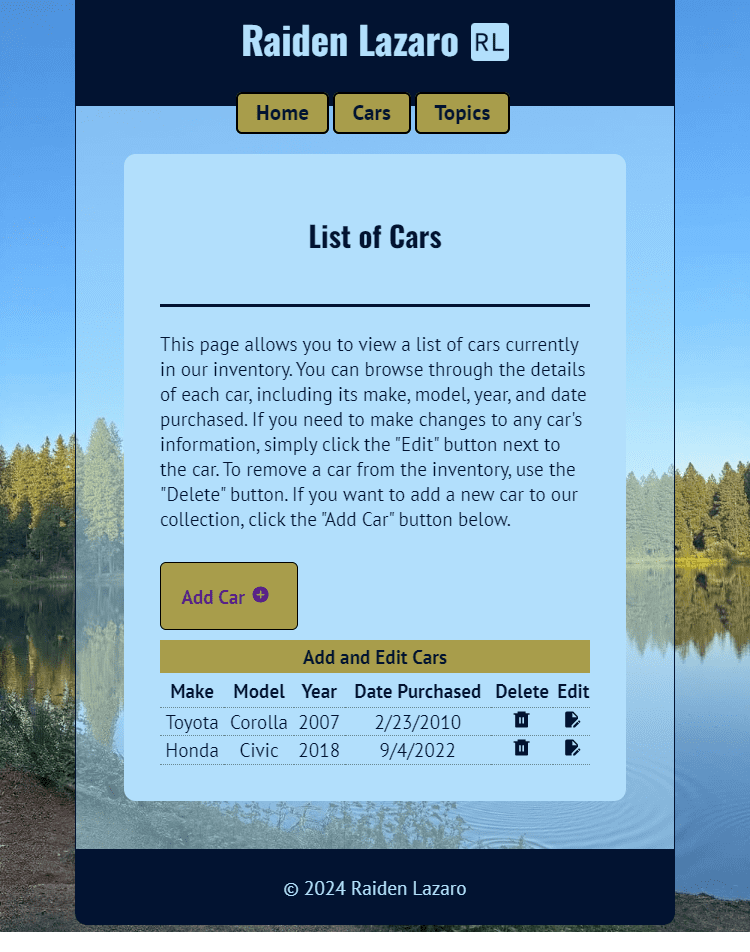 Raiden Lazaro RL
Home Cars Topics
List of Cars
This page allows you to view a list of cars currently
in our inventory. You can browse through the details
of each car, including its make, model, year, and date
purchased. If you need to make changes to any car's
information, simply click the "Edit" button next to
the car. To remove a car from the inventory, use the
"Delete" button. If you want to add a new car to our
collection, click the "Add Car" button below.
Add Car
Add and Edit Cars
Make Model Year Date Purchased Delete Edit
Toyota Corolla 2007 2/23/2010
Honda Civic 2018 9/4/2022
© 2024 Raiden Lazaro